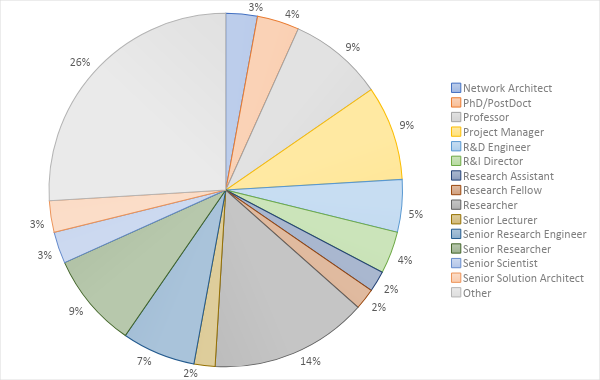 3%
4%
9%
9%
5%
4%
2%
2%
14%
2%
7%
9%
3%
3%
26%
Network Architect
PhD/PostDoct
Professor
Project Manager
R&D Engineer
R&I Director
Research Assistant
Research Fellow
Researcher
Senior Lecturer
Senior Research Engineer
Senior Researcher
Senior Scientist
Senior Solution Architect
Other